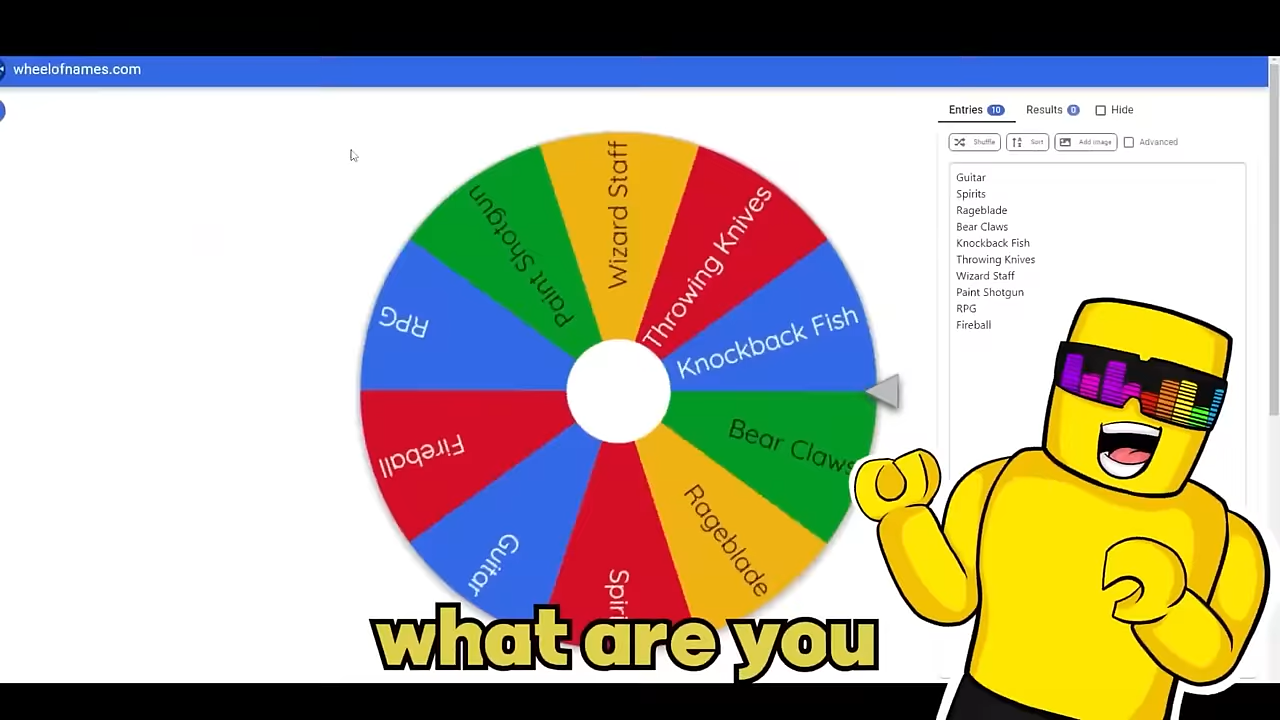 wheelofnames.com
Entries 10 Results 0 Hide
Shuffle Sort Add image Advanced
Guitar
Spirits
Rageblade
Bear Claws
Knockback Fish
Throwing Knives
Wizard Staff
Paint Shotgun
RPG
Fireball
Wizard Staff
Throwing Knives
Knockback Fish
Bear Claws
Rageblade
Spiri
Guitar
Fireball
RPG
Paint Shotgun
what are you